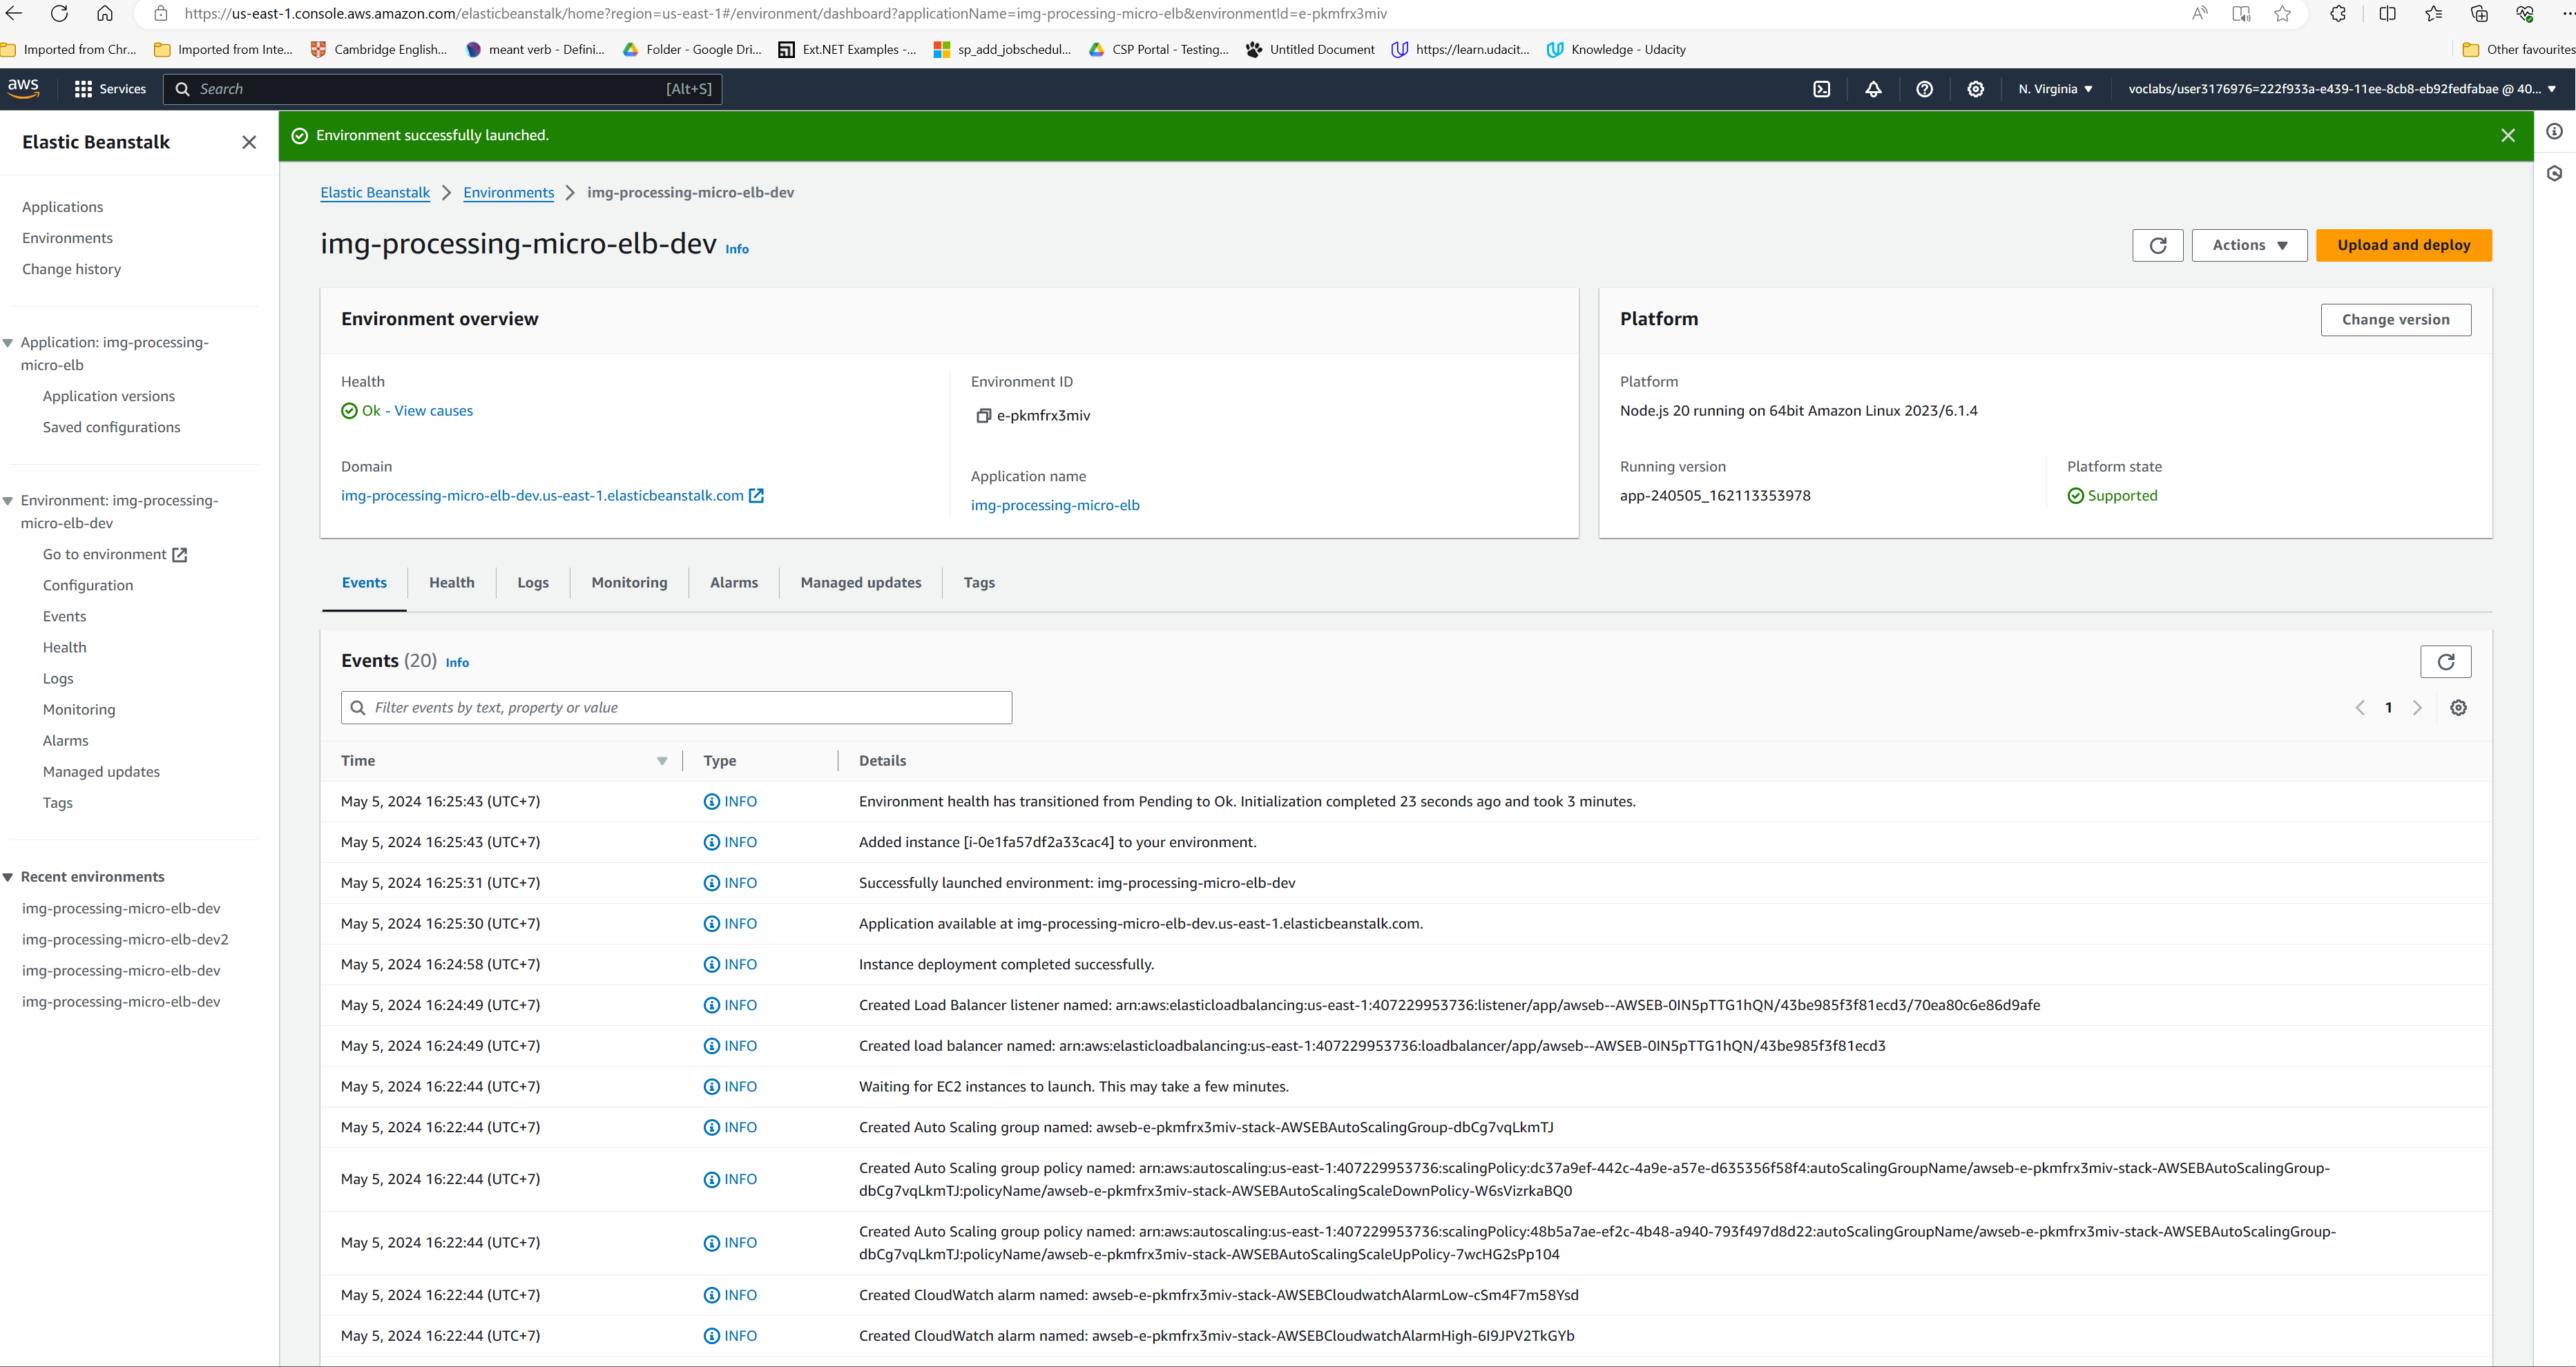 https://us-east-1.console.aws.amazon.com/elasticbeanstalk/home?region=us-east-1#/environment/dashboard?applicationName=img-processing-micro-elb&environmentId=e-pkmfrx3miv
Imported from Chr... Imported from Inte... Cambridge English... meant verb - Defini... Folder - Google Dri... Ext.NET Examples -... sp_add_jobschedul... CSP Portal - Testing... Untitled Document https://learn.udacit... Knowledge - Udacity Other favourites
aws Services Search [Alt+S] N. Virginia voclabs/user3176976=222f933a-e439-11ee-8cb8-eb92fedfabae @ 40...
Elastic Beanstalk
Applications
Environments
Change history
Application: img-processing-
micro-elb
Application versions
Saved configurations
Environment: img-processing-
micro-elb-dev
Go to environment
Configuration
Events
Health
Logs
Monitoring
Alarms
Managed updates
Tags
Recent environments
img-processing-micro-elb-dev
img-processing-micro-elb-dev2
img-processing-micro-elb-dev
img-processing-micro-elb-dev
Environment successfully launched.
Elastic Beanstalk Environments img-processing-micro-elb-dev
img-processing-micro-elb-dev Info
Actions Upload and deploy
Environment overview
Health
Ok - View causes
Domain
img-processing-micro-elb-dev.us-east-1.elasticbeanstalk.com
Environment ID
e-pkmfrx3miv
Application name
img-processing-micro-elb
Platform Change version
Platform
Node.js 20 running on 64bit Amazon Linux 2023/6.1.4
Running version
app-240505_162113353978
Platform state
Supported
Events Health Logs Monitoring Alarms Managed updates Tags
Events (20) Info
Filter events by text, property or value
1
Time Type Details
May 5, 2024 16:25:43 (UTC+7) INFO Environment health has transitioned from Pending to Ok. Initialization completed 23 seconds ago and took 3 minutes.
May 5, 2024 16:25:43 (UTC+7) INFO Added instance [i-0e1fa57df2a33cac4] to your environment.
May 5, 2024 16:25:31 (UTC+7) INFO Successfully launched environment: img-processing-micro-elb-dev
May 5, 2024 16:25:30 (UTC+7) INFO Application available at img-processing-micro-elb-dev.us-east-1.elasticbeanstalk.com.
May 5, 2024 16:24:58 (UTC+7) INFO Instance deployment completed successfully.
May 5, 2024 16:24:49 (UTC+7) INFO Created Load Balancer listener named: arn:aws:elasticloadbalancing:us-east-1:407229953736:listener/app/awseb--AWSEB-0IN5pTTG1hQN/43be985f3f81ecd3/70ea80c6e86d9afe
May 5, 2024 16:24:49 (UTC+7) INFO Created load balancer named: arn:aws:elasticloadbalancing:us-east-1:407229953736:loadbalancer/app/awseb--AWSEB-0IN5pTTG1hQN/43be985f3f81ecd3
May 5, 2024 16:22:44 (UTC+7) INFO Waiting for EC2 instances to launch. This may take a few minutes.
May 5, 2024 16:22:44 (UTC+7) INFO Created Auto Scaling group named: awseb-e-pkmfrx3miv-stack-AWSEBAutoScalingGroup-dbCg7vqLkmTJ
May 5, 2024 16:22:44 (UTC+7) INFO Created Auto Scaling group policy named: arn:aws:autoscaling:us-east-1:407229953736:scalingPolicy:dc37a9ef-442c-4a9e-a57e-d635356f58f4:autoScalingGroupName/awseb-e-pkmfrx3miv-stack-AWSEBAutoScalingGroup-
dbCg7vqLkmTJ:policyName/awseb-e-pkmfrx3miv-stack-AWSEBAutoScalingScaleDownPolicy-W6sVizrkaBQ0
May 5, 2024 16:22:44 (UTC+7) INFO Created Auto Scaling group policy named: arn:aws:autoscaling:us-east-1:407229953736:scalingPolicy:48b5a7ae-ef2c-4b48-a940-793f497d8d22:autoScalingGroupName/awseb-e-pkmfrx3miv-stack-AWSEBAutoScalingGroup-
dbCg7vqLkmTJ:policyName/awseb-e-pkmfrx3miv-stack-AWSEBAutoScalingScaleUpPolicy-7wcHG2sPp104
May 5, 2024 16:22:44 (UTC+7) INFO Created CloudWatch alarm named: awseb-e-pkmfrx3miv-stack-AWSEBCloudwatchAlarmLow-cSm4F7m58Ysd
May 5, 2024 16:22:44 (UTC+7) INFO Created CloudWatch alarm named: awseb-e-pkmfrx3miv-stack-AWSEBCloudwatchAlarmHigh-6I9JPV2TkGYb